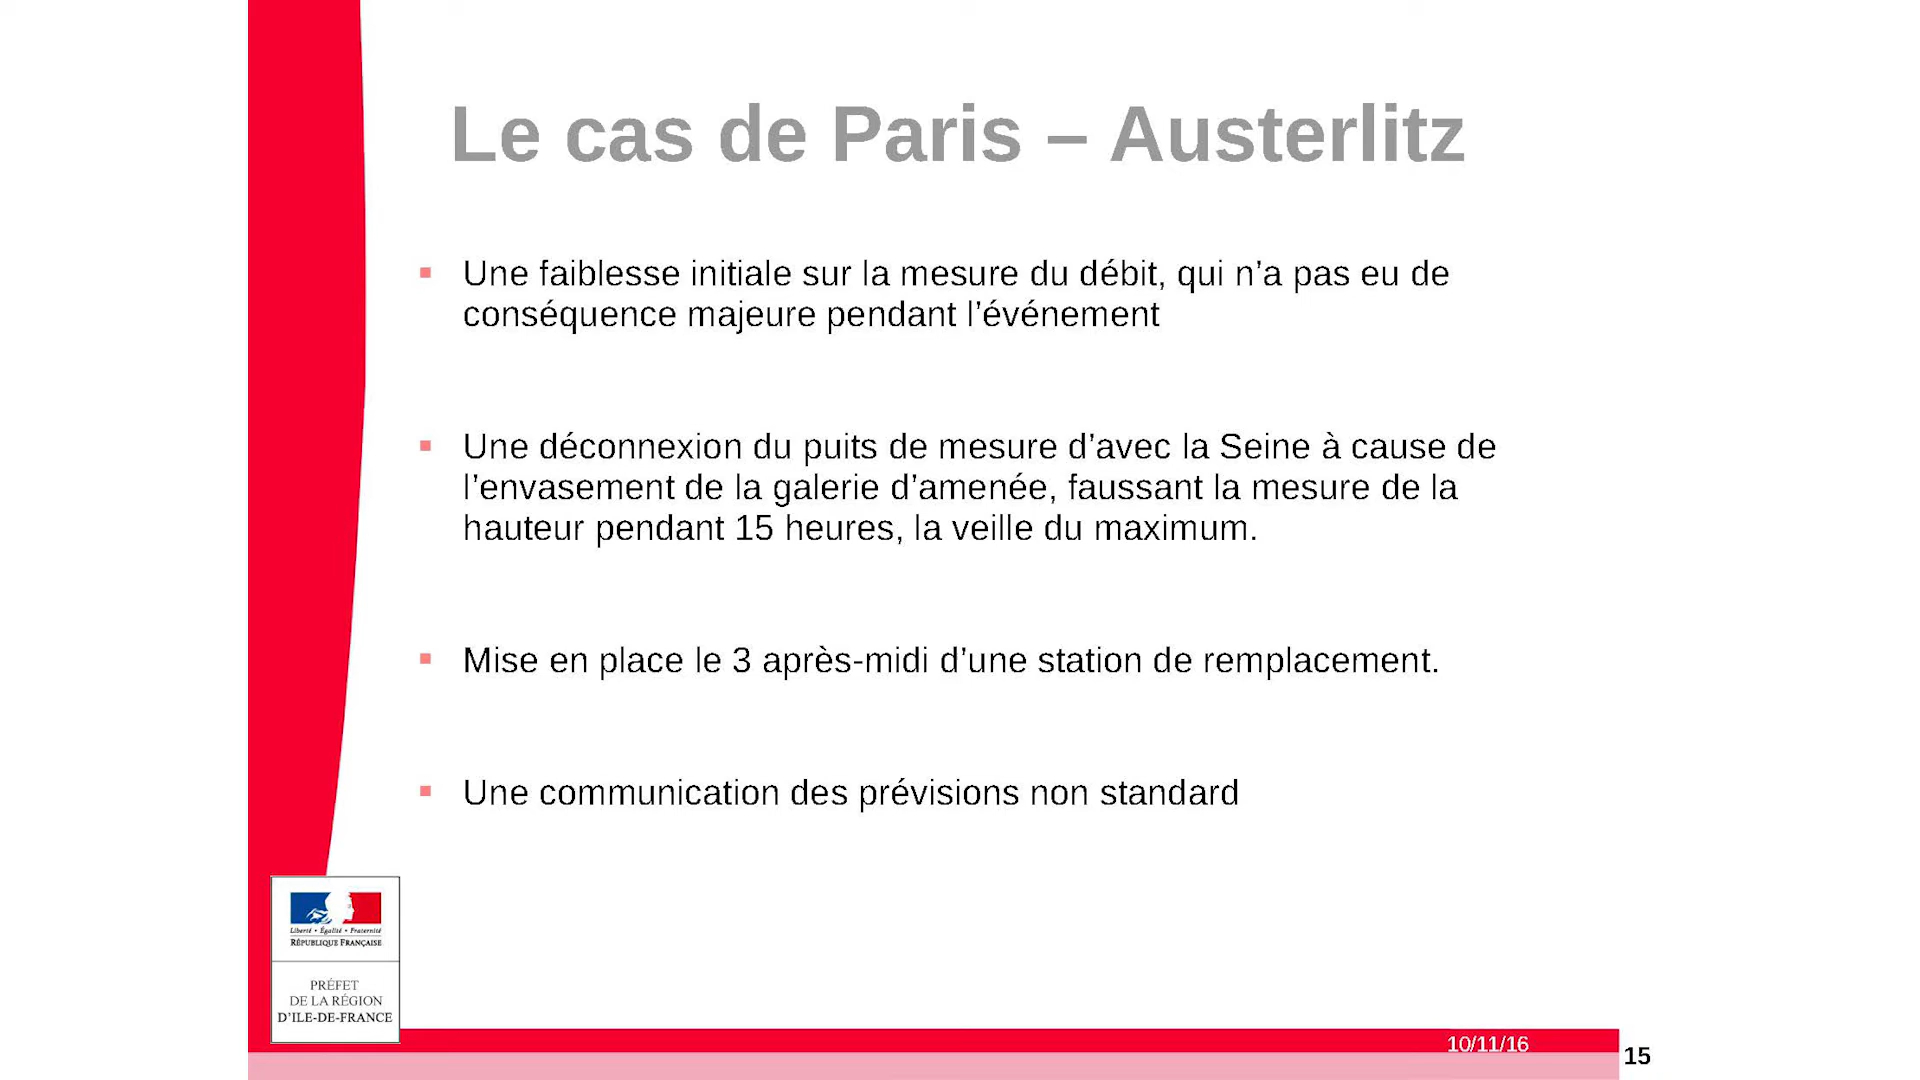 Le cas de Paris – Austerlitz
Une faiblesse initiale sur la mesure du débit, qui n’a pas eu de
conséquence majeure pendant l’événement
Une déconnexion du puits de mesure d’avec la Seine à cause de
l’envasement de la galerie d’amenée, faussant la mesure de la
hauteur pendant 15 heures, la veille du maximum.
Mise en place le 3 après-midi d’une station de remplacement.
Une communication des prévisions non standard
Liberté • Égalité • Fraternité
RÉPUBLIQUE FRANÇAISE
PRÉFET
DE LA RÉGION
D’ILE-DE-FRANCE
10/11/16
15